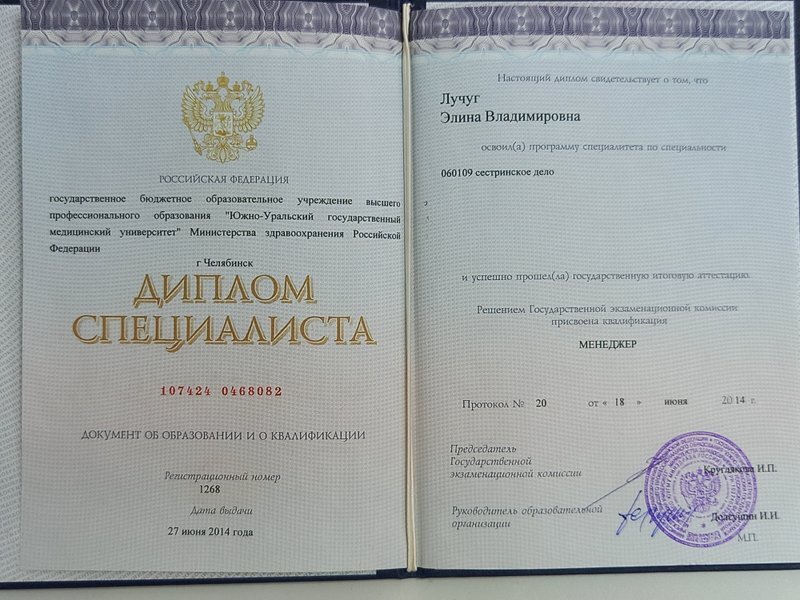 РОССИЙСКАЯ ФЕДЕРАЦИЯ
государственное бюджетное образовательное учреждение высшего
профессионального образования "Южно-Уральский государственный
медицинский университет" Министерства здравоохранения Российской
Федерации
г Челябинск
ДИПЛОМ
СПЕЦИАЛИСТА
107424 0468082
ДОКУМЕНТ ОБ ОБРАЗОВАНИИ И О КВАЛИФИКАЦИИ
Регистрационный номер
1268
Дата выдачи
27 июня 2014 года
Настоящий диплом свидетельствует о том, что
Лучуг
Элина Владимировна
освоил(а) программу специалитета по специальности
060109 сестринское дело
и успешно прошел(ла) государственную итоговую аттестацию.
Решением Государственной экзаменационной комиссии
присвоена квалификация
МЕНЕДЖЕР
Протокол № 20 от « 18 » июня 2014 г.
Председатель
Государственной
экзаменационной комиссии
Круглякова И.П.
Руководитель образовательной
организации
Долгушин И.И.
М.П.